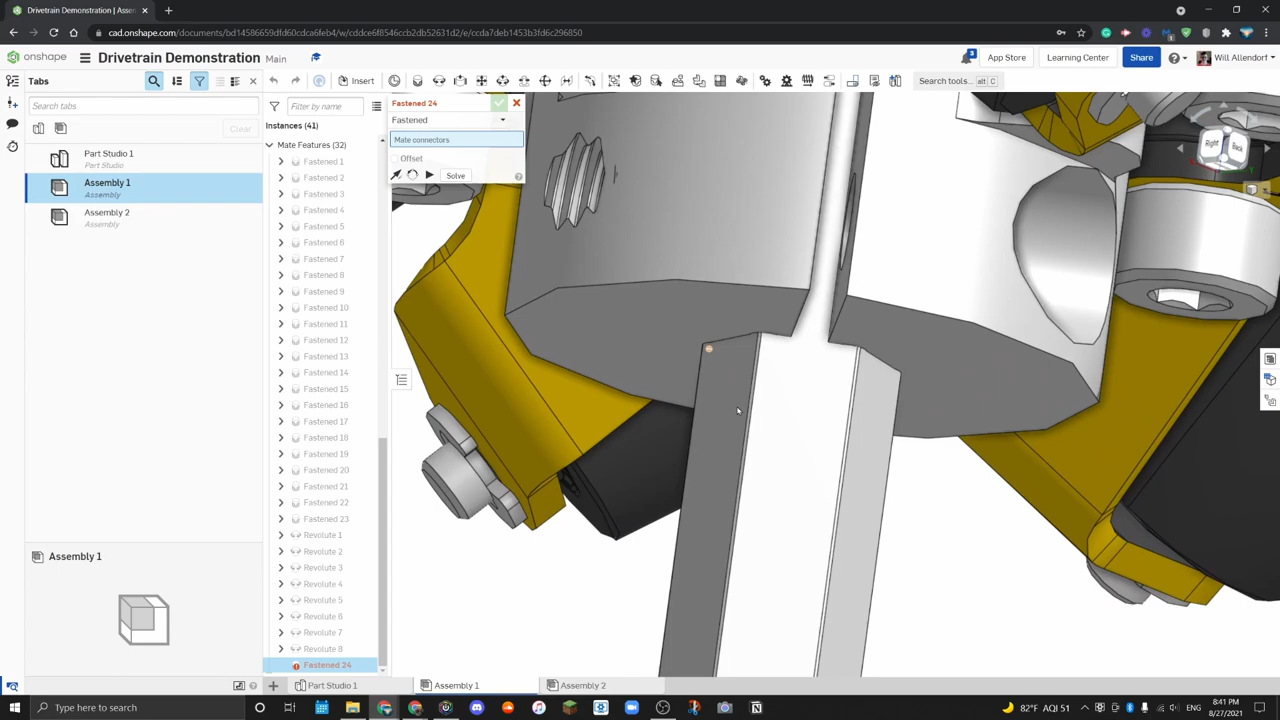 Drivetrain Demonstration | Assem
cad.onshape.com/documents/bd14586659dfd60cdca6feb4/w/cddce6f8546ccb2db52631d2/e/ccda7deb1453b3fd6c296850
onshape
Drivetrain Demonstration
Main
3
App Store
Learning Center
Share
Will Allendorf
Tabs
Insert
Search tools...
alt
C
Search tabs
Clear
Part Studio 1
Part Studio
Assembly 1
Assembly
Assembly 2
Assembly
Filter by name
Instances (41)
Mate Features (32)
Fastened 1
Fastened 2
Fastened 3
Fastened 4
Fastened 5
Fastened 6
Fastened 7
Fastened 8
Fastened 9
Fastened 10
Fastened 11
Fastened 12
Fastened 13
Fastened 14
Fastened 15
Fastened 16
Fastened 17
Fastened 18
Fastened 19
Fastened 20
Fastened 21
Fastened 22
Fastened 23
Revolute 1
Revolute 2
Revolute 3
Revolute 4
Revolute 5
Revolute 6
Revolute 7
Revolute 8
Fastened 24
Fastened 24
Fastened
Mate connectors
Offset
Solve
Right
Back
Y
Assembly 1
Part Studio 1
Assembly 1
Assembly 2
Type here to search
82°F AQI 51
ENG
8:41 PM
8/27/2021